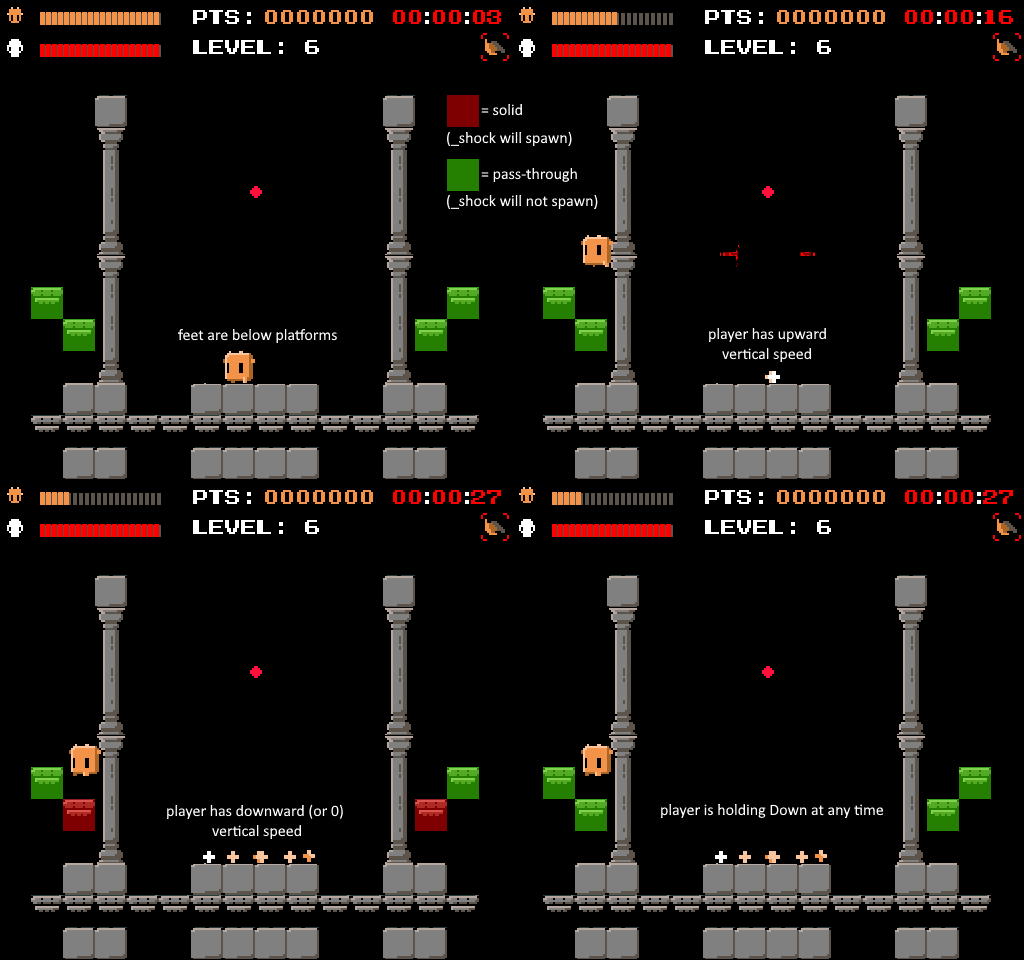 PTS: 0000000 00:00:03
LEVEL: 6
PTS: 0000000 00:00:16
LEVEL: 6
= solid
(_shock will spawn)
= pass-through
(_shock will not spawn)
feet are below platforms
player has upward
vertical speed
PTS: 0000000 00:00:27
LEVEL: 6
PTS: 0000000 00:00:27
LEVEL: 6
player has downward (or 0)
vertical speed
player is holding Down at any time